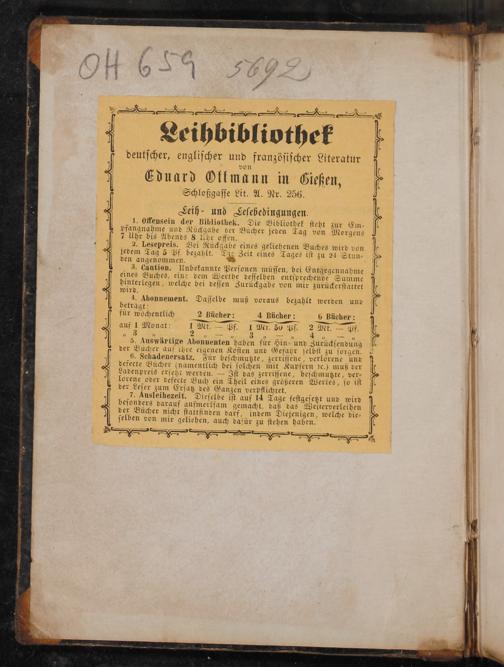 OH 659 5692
Leihbibliothek
deutscher, englischer und französischer Literatur
von
Eduard Ottmann in Gießen,
Schloßgasse Lit. A. Nr. 256.
Leih- und Lesebedingungen.
1. Offensein der Bibliothek. Die Bibliothek steht zur Em-
pfangnahme und Rückgabe der Bücher jeden Tag von Morgens
7 Uhr bis Abends 8 Uhr offen.
2. Lesepreis. Bei Rückgabe eines geliehenen Buches wird von
jedem Tag 5 Pf. bezahlt. Die Zeit eines Tages ist zu 24 Stun-
den angenommen.
3. Caution. Unbekannte Personen müssen, bei Entgegennahme
eines Buches, eine dem Werthe desselben entsprechende Summe
hinterlegen, welche bei dessen Zurückgabe von mir zurückerstattet
wird.
4. Abonnement. Dasselbe muß voraus bezahlt werden und
beträgt:
für wöchentlich 2 Bücher: 4 Bücher: 6 Bücher:
auf 1 Monat: 1 Mk. — Pf. 1 Mk. 50 Pf. 2 Mk. — Pf.
" 3 " 2 " — " 3 " — " 4 " — "
5. Auswärtige Abonnenten haben für Hin- und Zurücksendung
der Bücher auf ihre eigenen Kosten und Gefahr selbst zu sorgen.
6. Schadenersatz. Für beschmutzte, zerrissene, verlorene und
defecte Bücher (namentlich bei solchen mit Kupfern 2c.) muß der
Ladenpreis ersetzt werden. — Ist das zerrissene, beschmutzte, ver-
lorene oder defecte Buch ein Theil eines größeren Werkes, so ist
der Leser zum Ersatz des Ganzen verpflichtet.
7. Ausleihezeit. Dieselbe ist auf 14 Tage festgesetzt und wird
besonders darauf aufmerksam gemacht, daß das Weiterverleihen
der Bücher nicht stattfinden darf, indem Diejenigen, welche die-
selben von mir geliehen, auch dafür zu stehen haben.